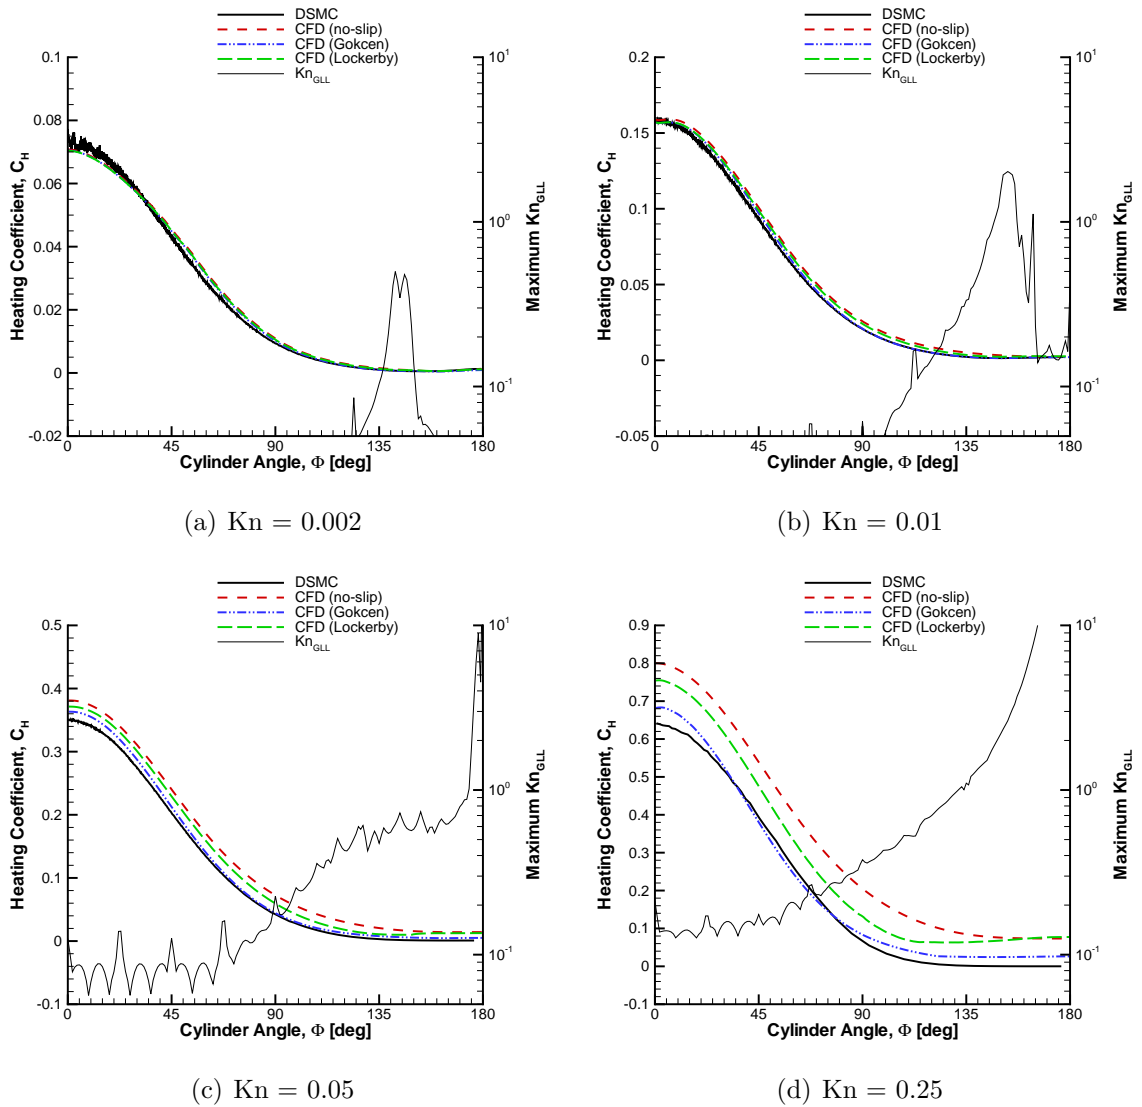 DSMC
CFD (no-slip)
CFD (Gokcen)
CFD (Lockerby)
Kn_GLL
Heating Coefficient, C_H
0.1
0.08
0.06
0.04
0.02
0
-0.02
0 45 90 135 180
Cylinder Angle, Φ [deg]
10^1
10^0
10^-1
Maximum Kn_GLL
(a) Kn = 0.002
DSMC
CFD (no-slip)
CFD (Gokcen)
CFD (Lockerby)
Kn_GLL
Heating Coefficient, C_H
0.2
0.15
0.1
0.05
0
-0.05
0 45 90 135 180
Cylinder Angle, Φ [deg]
10^1
10^0
10^-1
Maximum Kn_GLL
(b) Kn = 0.01
DSMC
CFD (no-slip)
CFD (Gokcen)
CFD (Lockerby)
Kn_GLL
Heating Coefficient, C_H
0.5
0.4
0.3
0.2
0.1
0
-0.1
0 45 90 135 180
Cylinder Angle, Φ [deg]
10^1
10^0
10^-1
Maximum Kn_GLL
(c) Kn = 0.05
DSMC
CFD (no-slip)
CFD (Gokcen)
CFD (Lockerby)
Kn_GLL
Heating Coefficient, C_H
0.9
0.8
0.7
0.6
0.5
0.4
0.3
0.2
0.1
0
-0.1
0 45 90 135 180
Cylinder Angle, Φ [deg]
10^1
10^0
10^-1
Maximum Kn_GLL
(d) Kn = 0.25